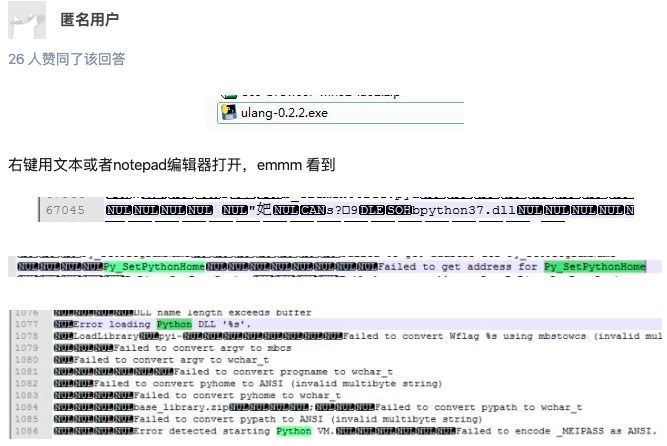 匿名用户
26 人赞同了该回答
ulang-0.2.2.exe
右键用文本或者notepad编辑器打开，emmm 看到
67045 NULNULNULNUL NUL"妑NULCANs?□9DLESOHbpython37.dllNULNULNULNULN
NULNULNULNULPy_SetPythonHomeNULNULNULNULNULNULNULNULNULFailed to get address for Py_SetPythonHome
1076 NULNULNULNULDLL name length exceeds buffer
1077 NULError loading Python DLL '%s'.
1078 NULLoadLibraryNULpyi-NULNULNULNULNULNULNULNULFailed to convert Wflag %s using mbstowcs (invalid mul
1079 NULNULNULFailed to convert argv to mbcs
1080 NULFailed to convert argv to wchar_t
1081 NULNULNULNULNULNULFailed to convert progname to wchar_t
1082 NULNULFailed to convert pyhome to ANSI (invalid multibyte string)
1083 NULNULNULNULFailed to convert pyhome to wchar_t
1084 NULNULNULNULbase_library.zipNULNULNULNUL;NULNULNULFailed to convert pypath to wchar_t
1085 NULNULNULNULFailed to convert pypath to ANSI (invalid multibyte string)
1086 NULNULNULNULError detected starting Python VM.NULNULNULNULNULNULFailed to encode _MEIPASS as ANSI.